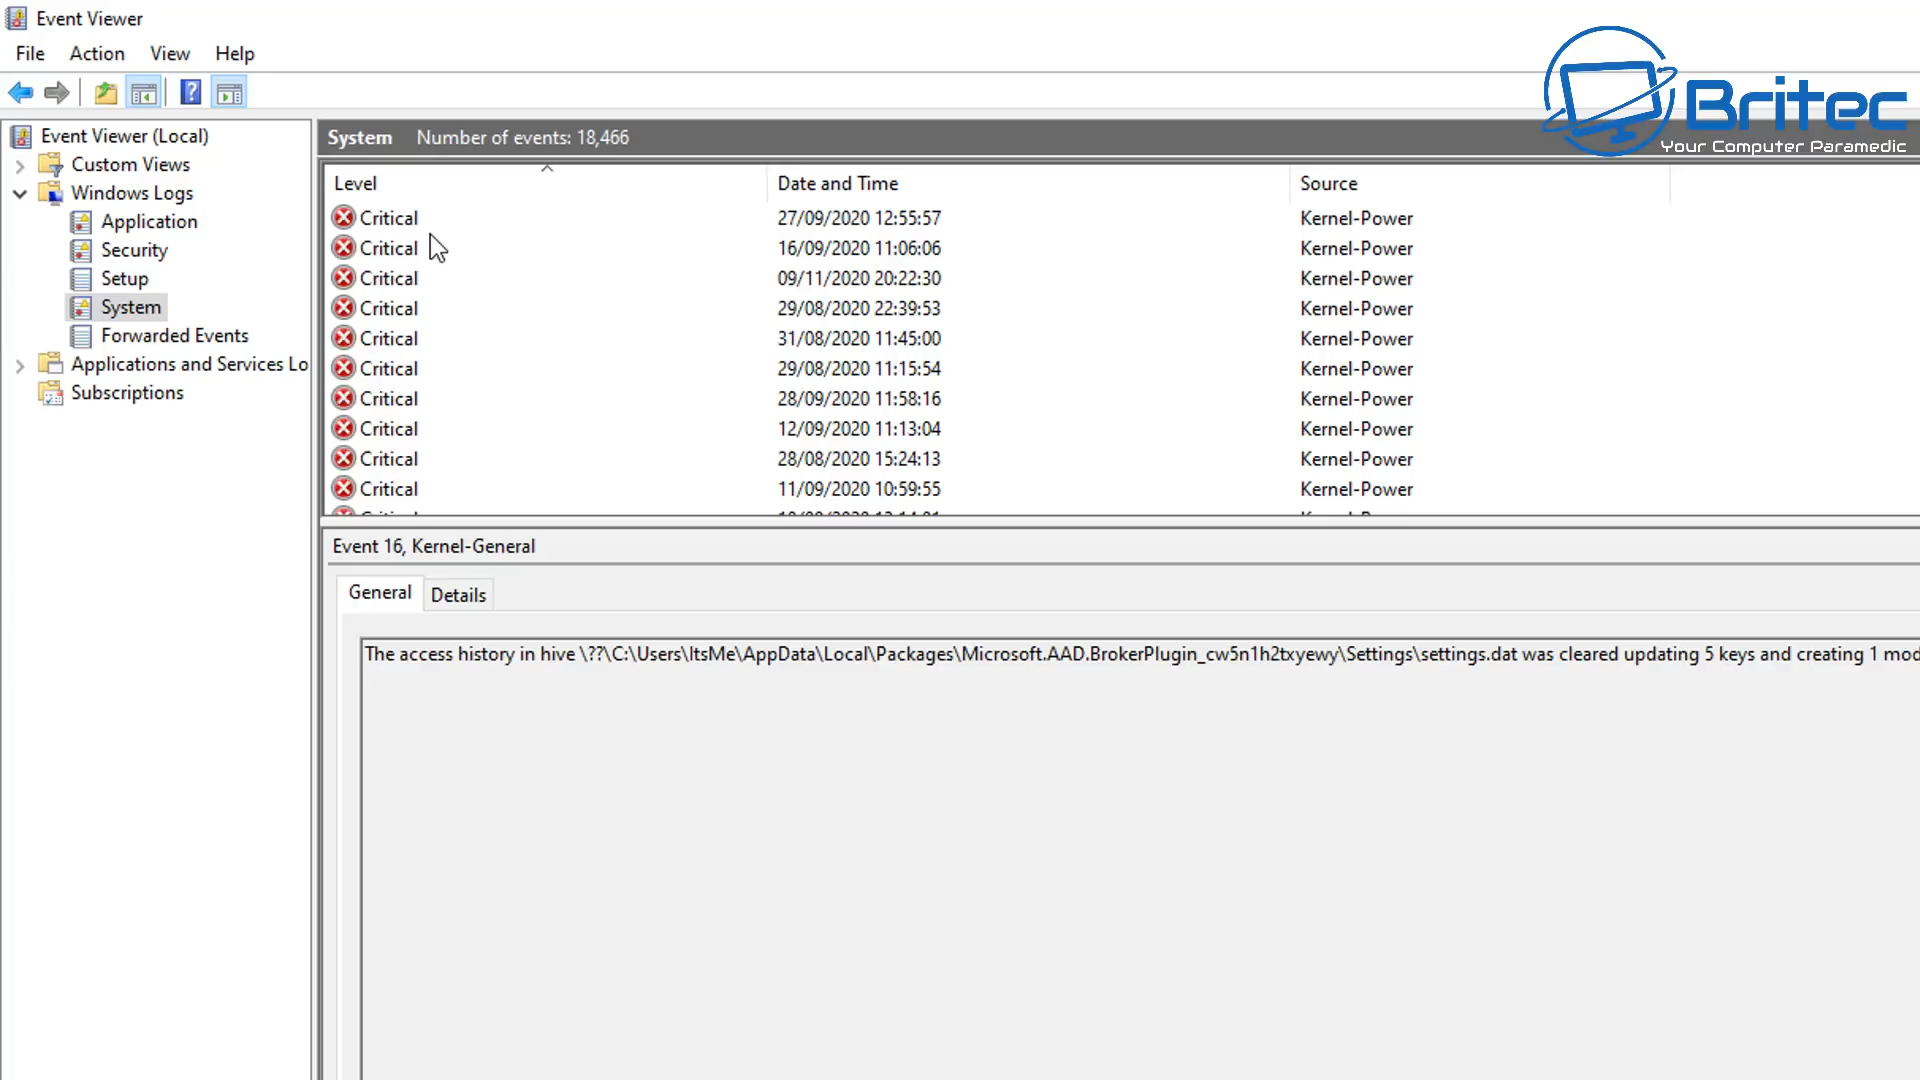 Event Viewer
File Action View Help
Britec
Your Computer Paramedic
Event Viewer (Local)
Custom Views
Windows Logs
Application
Security
Setup
System
Forwarded Events
Applications and Services Lo
Subscriptions
System Number of events: 18,466
Level Date and Time Source
Critical 27/09/2020 12:55:57 Kernel-Power
Critical 16/09/2020 11:06:06 Kernel-Power
Critical 09/11/2020 20:22:30 Kernel-Power
Critical 29/08/2020 22:39:53 Kernel-Power
Critical 31/08/2020 11:45:00 Kernel-Power
Critical 29/08/2020 11:15:54 Kernel-Power
Critical 28/09/2020 11:58:16 Kernel-Power
Critical 12/09/2020 11:13:04 Kernel-Power
Critical 28/08/2020 15:24:13 Kernel-Power
Critical 11/09/2020 10:59:55 Kernel-Power
Event 16, Kernel-General
General Details
The access history in hive \??\C:\Users\ItsMe\AppData\Local\Packages\Microsoft.AAD.BrokerPlugin_cw5n1h2txyewy\Settings\settings.dat was cleared updating 5 keys and creating 1 mod